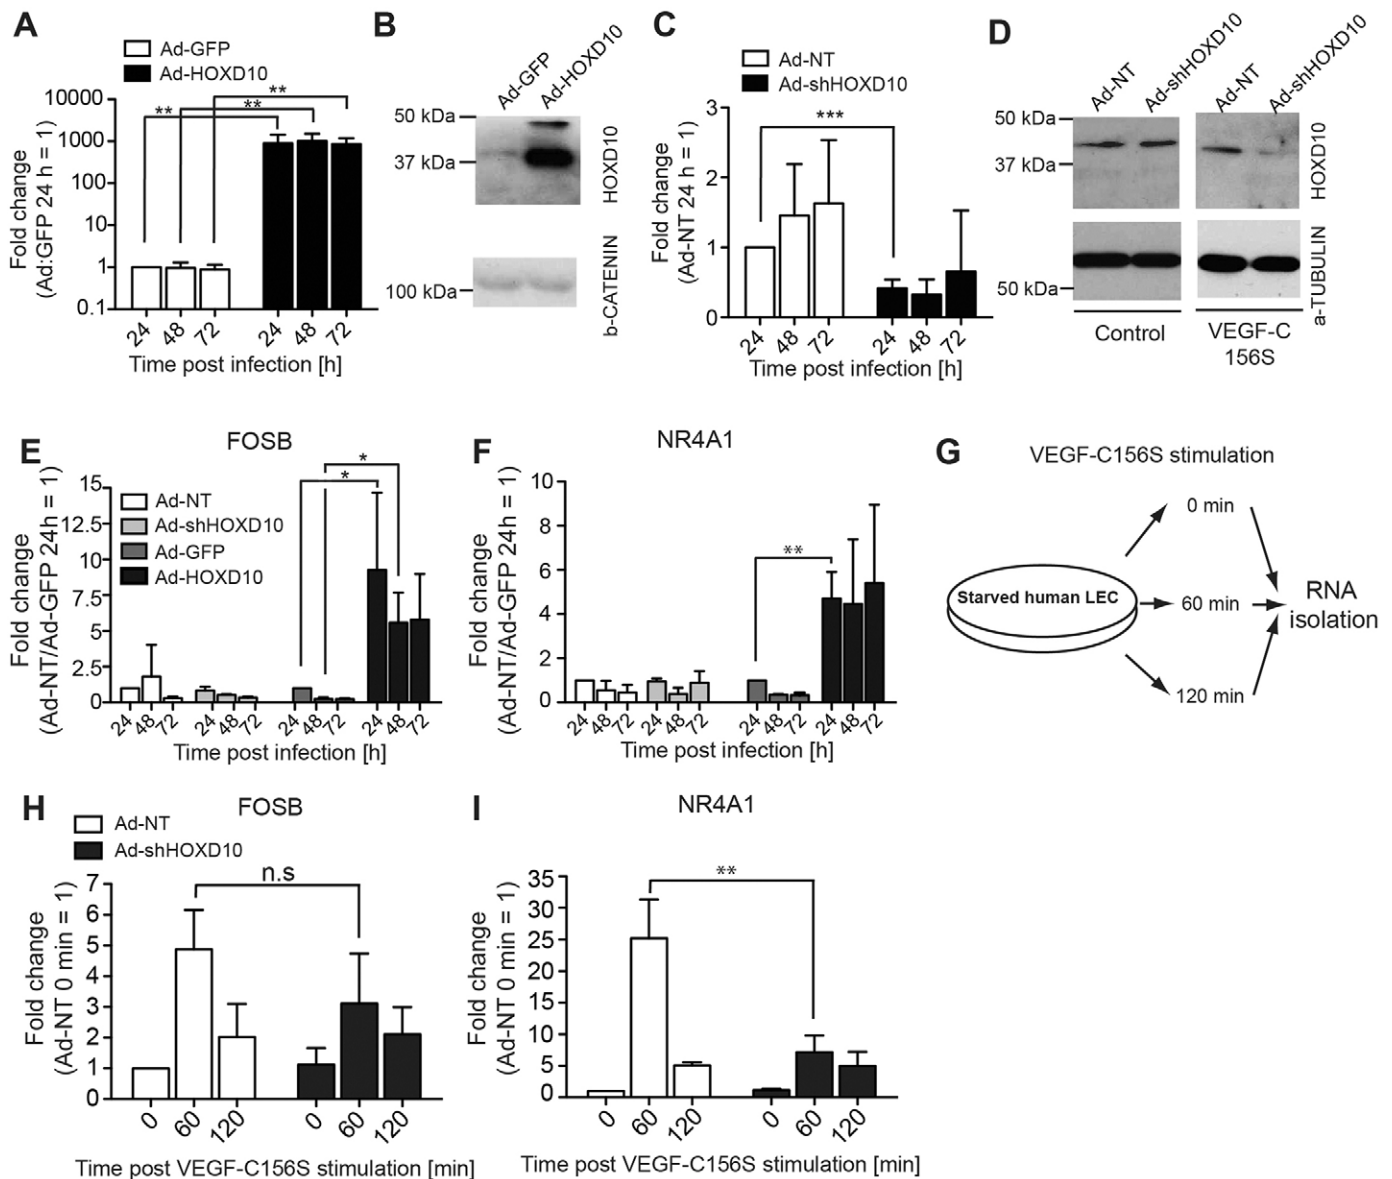 A
Ad-GFP
Ad-HOXD10
**
**
**
10000
1000
100
10
1
0.1
Fold change
(Ad:GFP 24 h = 1)
24
48
72
24
48
72
Time post infection [h]
B
Ad-GFP
Ad-HOXD10
50 kDa
37 kDa
HOXD10
100 kDa
b-CATENIN
C
Ad-NT
Ad-shHOXD10
***
3
2
1
0
Fold change
(Ad-NT 24 h = 1)
24
48
72
24
48
72
Time post infection [h]
D
Ad-NT
Ad-shHOXD10
Ad-NT
Ad-shHOXD10
50 kDa
37 kDa
HOXD10
50 kDa
a-TUBULIN
Control
VEGF-C
156S
E
FOSB
Ad-NT
Ad-shHOXD10
Ad-GFP
Ad-HOXD10
*
*
15
12.5
10
7.5
5
2.5
0
Fold change
(Ad-NT/Ad-GFP 24h = 1)
24
48
72
24
48
72
24
48
72
24
48
72
Time post infection [h]
F
NR4A1
**
10
8
6
4
2
0
Fold change
(Ad-NT/Ad-GFP 24h = 1)
24
48
72
24
48
72
24
48
72
24
48
72
Time post infection [h]
G
VEGF-C156S stimulation
0 min
Starved human LEC
60 min
RNA
isolation
120 min
H
FOSB
Ad-NT
Ad-shHOXD10
n.s
7
6
5
4
3
2
1
0
Fold change
(Ad-NT 0 min = 1)
0
60
120
0
60
120
Time post VEGF-C156S stimulation [min]
I
NR4A1
**
35
30
25
20
15
10
5
0
Fold change
(Ad-NT 0 min = 1)
0
60
120
0
60
120
Time post VEGF-C156S stimulation [min]